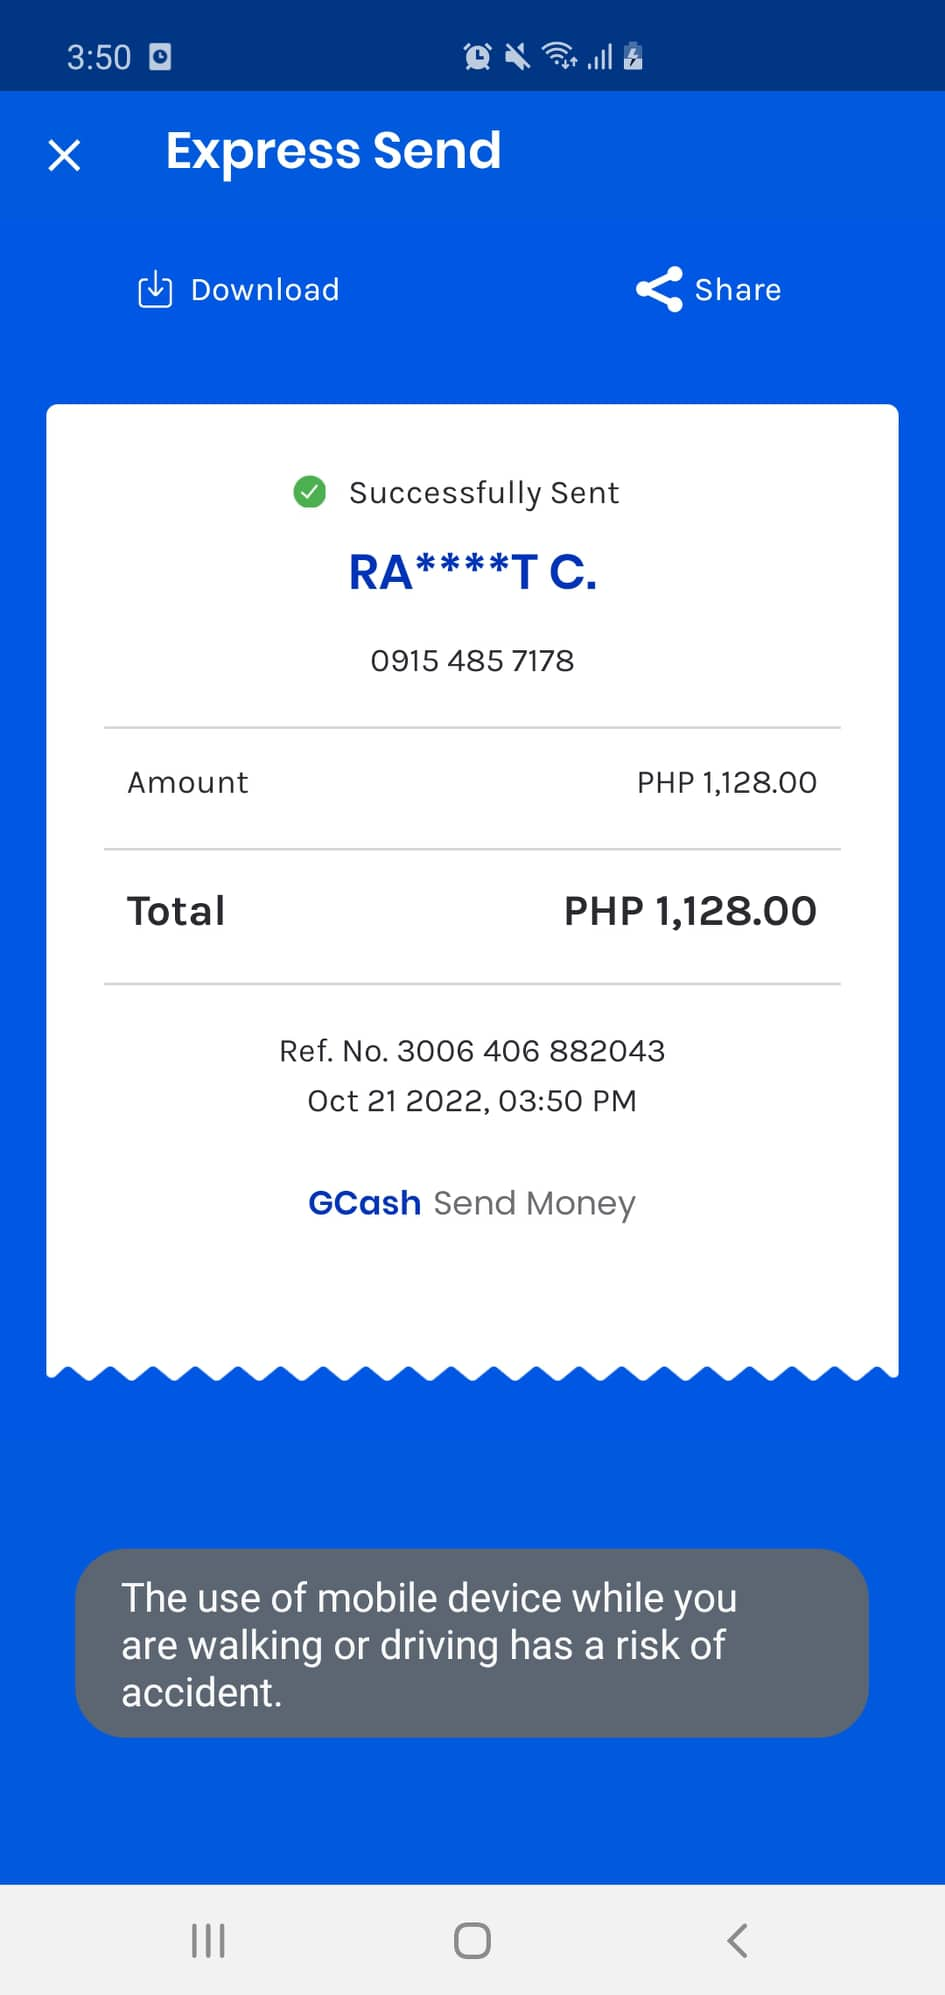 3:50
Express Send
Download
Share
Successfully Sent
RA****T C.
0915 485 7178
Amount PHP 1,128.00
Total PHP 1,128.00
Ref. No. 3006 406 882043
Oct 21 2022, 03:50 PM
GCash Send Money
The use of mobile device while you
are walking or driving has a risk of
accident.